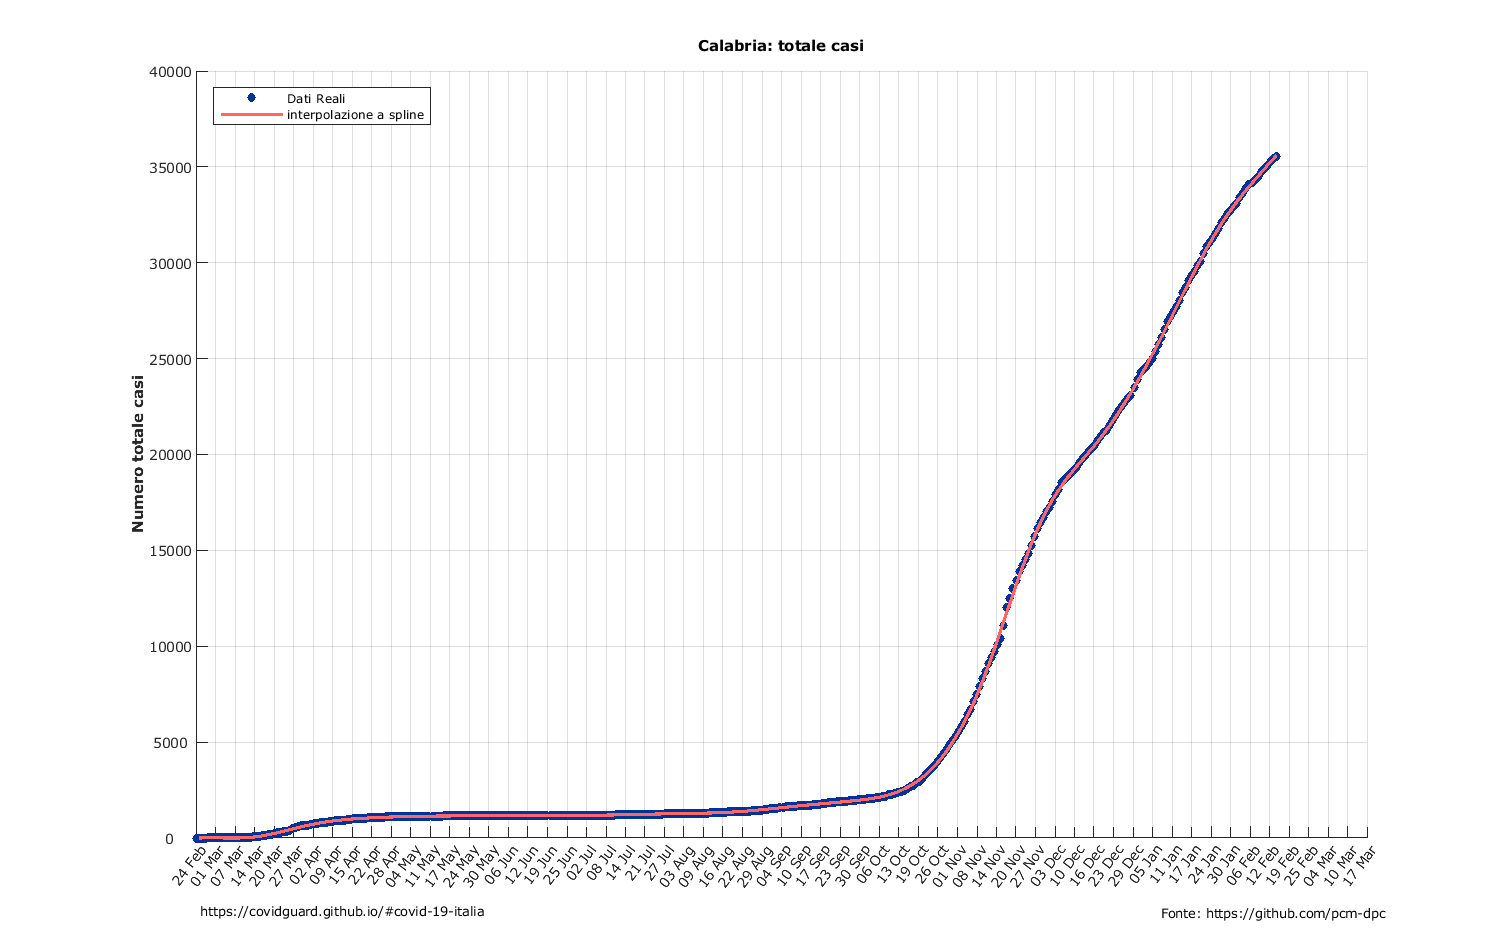 Calabria: totale casi
40000
35000
30000
25000
20000
15000
10000
5000
0
Dati Reali
interpolazione a spline
Numero totale casi
24 Feb
01 Mar
07 Mar
14 Mar
20 Mar
27 Mar
02 Apr
09 Apr
15 Apr
22 Apr
28 Apr
04 May
11 May
17 May
24 May
30 May
06 Jun
12 Jun
19 Jun
25 Jun
02 Jul
08 Jul
14 Jul
21 Jul
27 Jul
03 Aug
09 Aug
16 Aug
22 Aug
29 Aug
04 Sep
10 Sep
17 Sep
23 Sep
30 Sep
06 Oct
13 Oct
19 Oct
26 Oct
01 Nov
08 Nov
14 Nov
20 Nov
27 Nov
03 Dec
10 Dec
16 Dec
23 Dec
29 Dec
05 Jan
11 Jan
17 Jan
24 Jan
30 Jan
06 Feb
12 Feb
19 Feb
25 Feb
04 Mar
10 Mar
17 Mar
https://covidguard.github.io/#covid-19-italia
Fonte: https://github.com/pcm-dpc